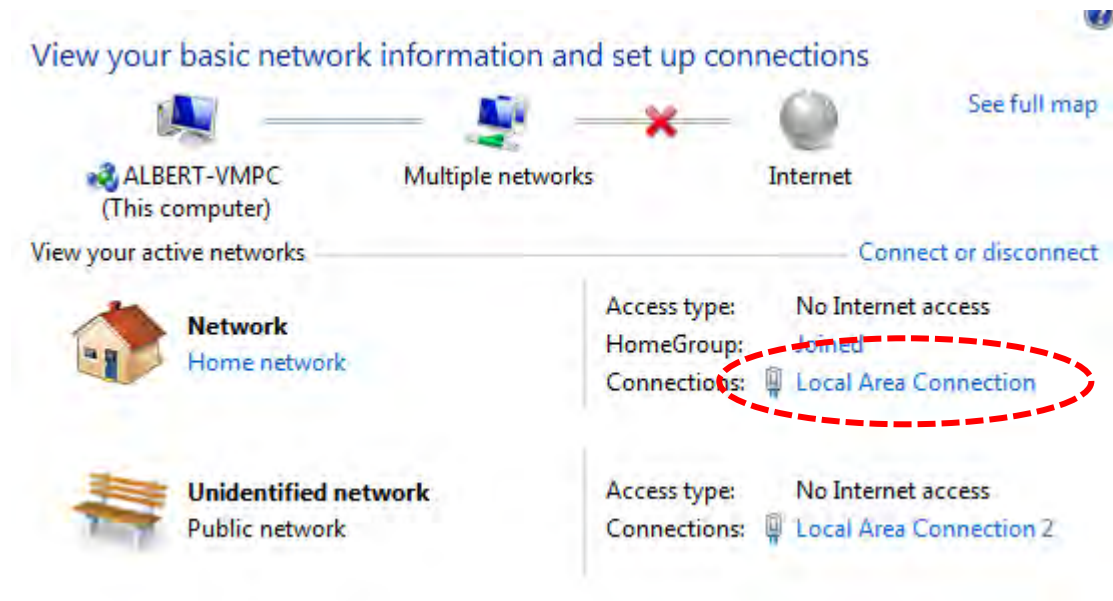 View your basic network information and set up connections
See full map
ALBERT-VMPC
(This computer)
Multiple networks
Internet
View your active networks
Connect or disconnect
Network
Home network
Access type: No Internet access
HomeGroup: Joined
Connections: Local Area Connection
Unidentified network
Public network
Access type: No Internet access
Connections: Local Area Connection 2